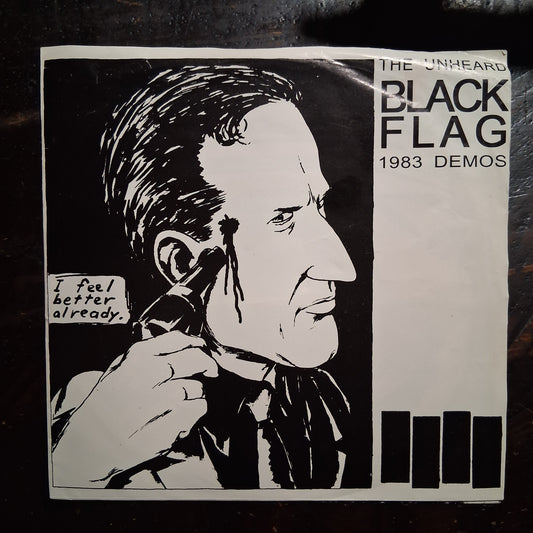 THE UNHEARD
BLACK
FLAG
1983 DEMOS
I feel
better
already.